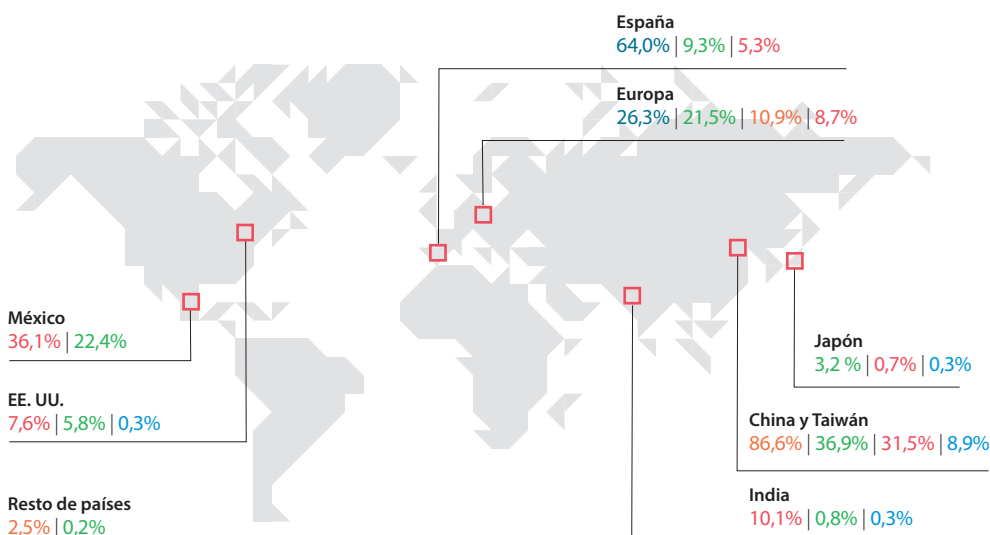 España
64,0% | 9,3% | 5,3%
Europa
26,3% | 21,5% | 10,9% | 8,7%
México
36,1% | 22,4%
EE. UU.
7,6% | 5,8% | 0,3%
Resto de países
2,5% | 0,2%
Japón
3,2 % | 0,7% | 0,3%
China y Taiwán
86,6% | 36,9% | 31,5% | 8,9%
India
10,1% | 0,8% | 0,3%